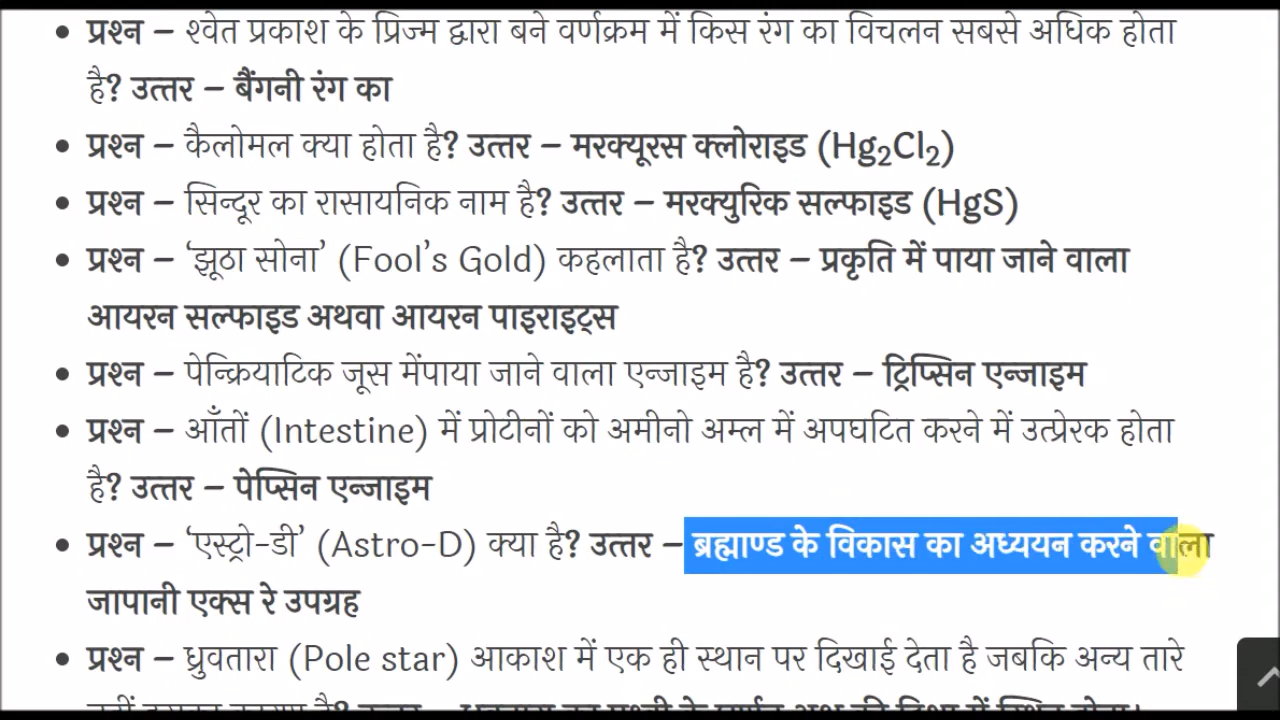 • प्रश्न – श्वेत प्रकाश के प्रिज्म द्वारा बने वर्णक्रम में किस रंग का विचलन सबसे अधिक होता
है? उत्तर – बैंगनी रंग का
• प्रश्न – कैलोमल क्या होता है? उत्तर – मरक्यूरस क्लोराइड (Hg₂Cl₂)
• प्रश्न – सिन्दूर का रासायनिक नाम है? उत्तर – मरक्युरिक सल्फाइड (HgS)
• प्रश्न – ‘झूठा सोना’ (Fool’s Gold) कहलाता है? उत्तर – प्रकृति में पाया जाने वाला
आयरन सल्फाइड अथवा आयरन पाइराइट्स
• प्रश्न – पेन्क्रियाटिक जूस मेंपाया जाने वाला एन्जाइम है? उत्तर – ट्रिप्सिन एन्जाइम
• प्रश्न – आँतों (Intestine) में प्रोटीनों को अमीनो अम्ल में अपघटित करने में उत्प्रेरक होता
है? उत्तर – पेप्सिन एन्जाइम
• प्रश्न – ‘एस्ट्रो-डी’ (Astro-D) क्या है? उत्तर – ब्रह्माण्ड के विकास का अध्ययन करने वाला
जापानी एक्स रे उपग्रह
• प्रश्न – ध्रुवतारा (Pole star) आकाश में एक ही स्थान पर दिखाई देता है जबकि अन्य तारे